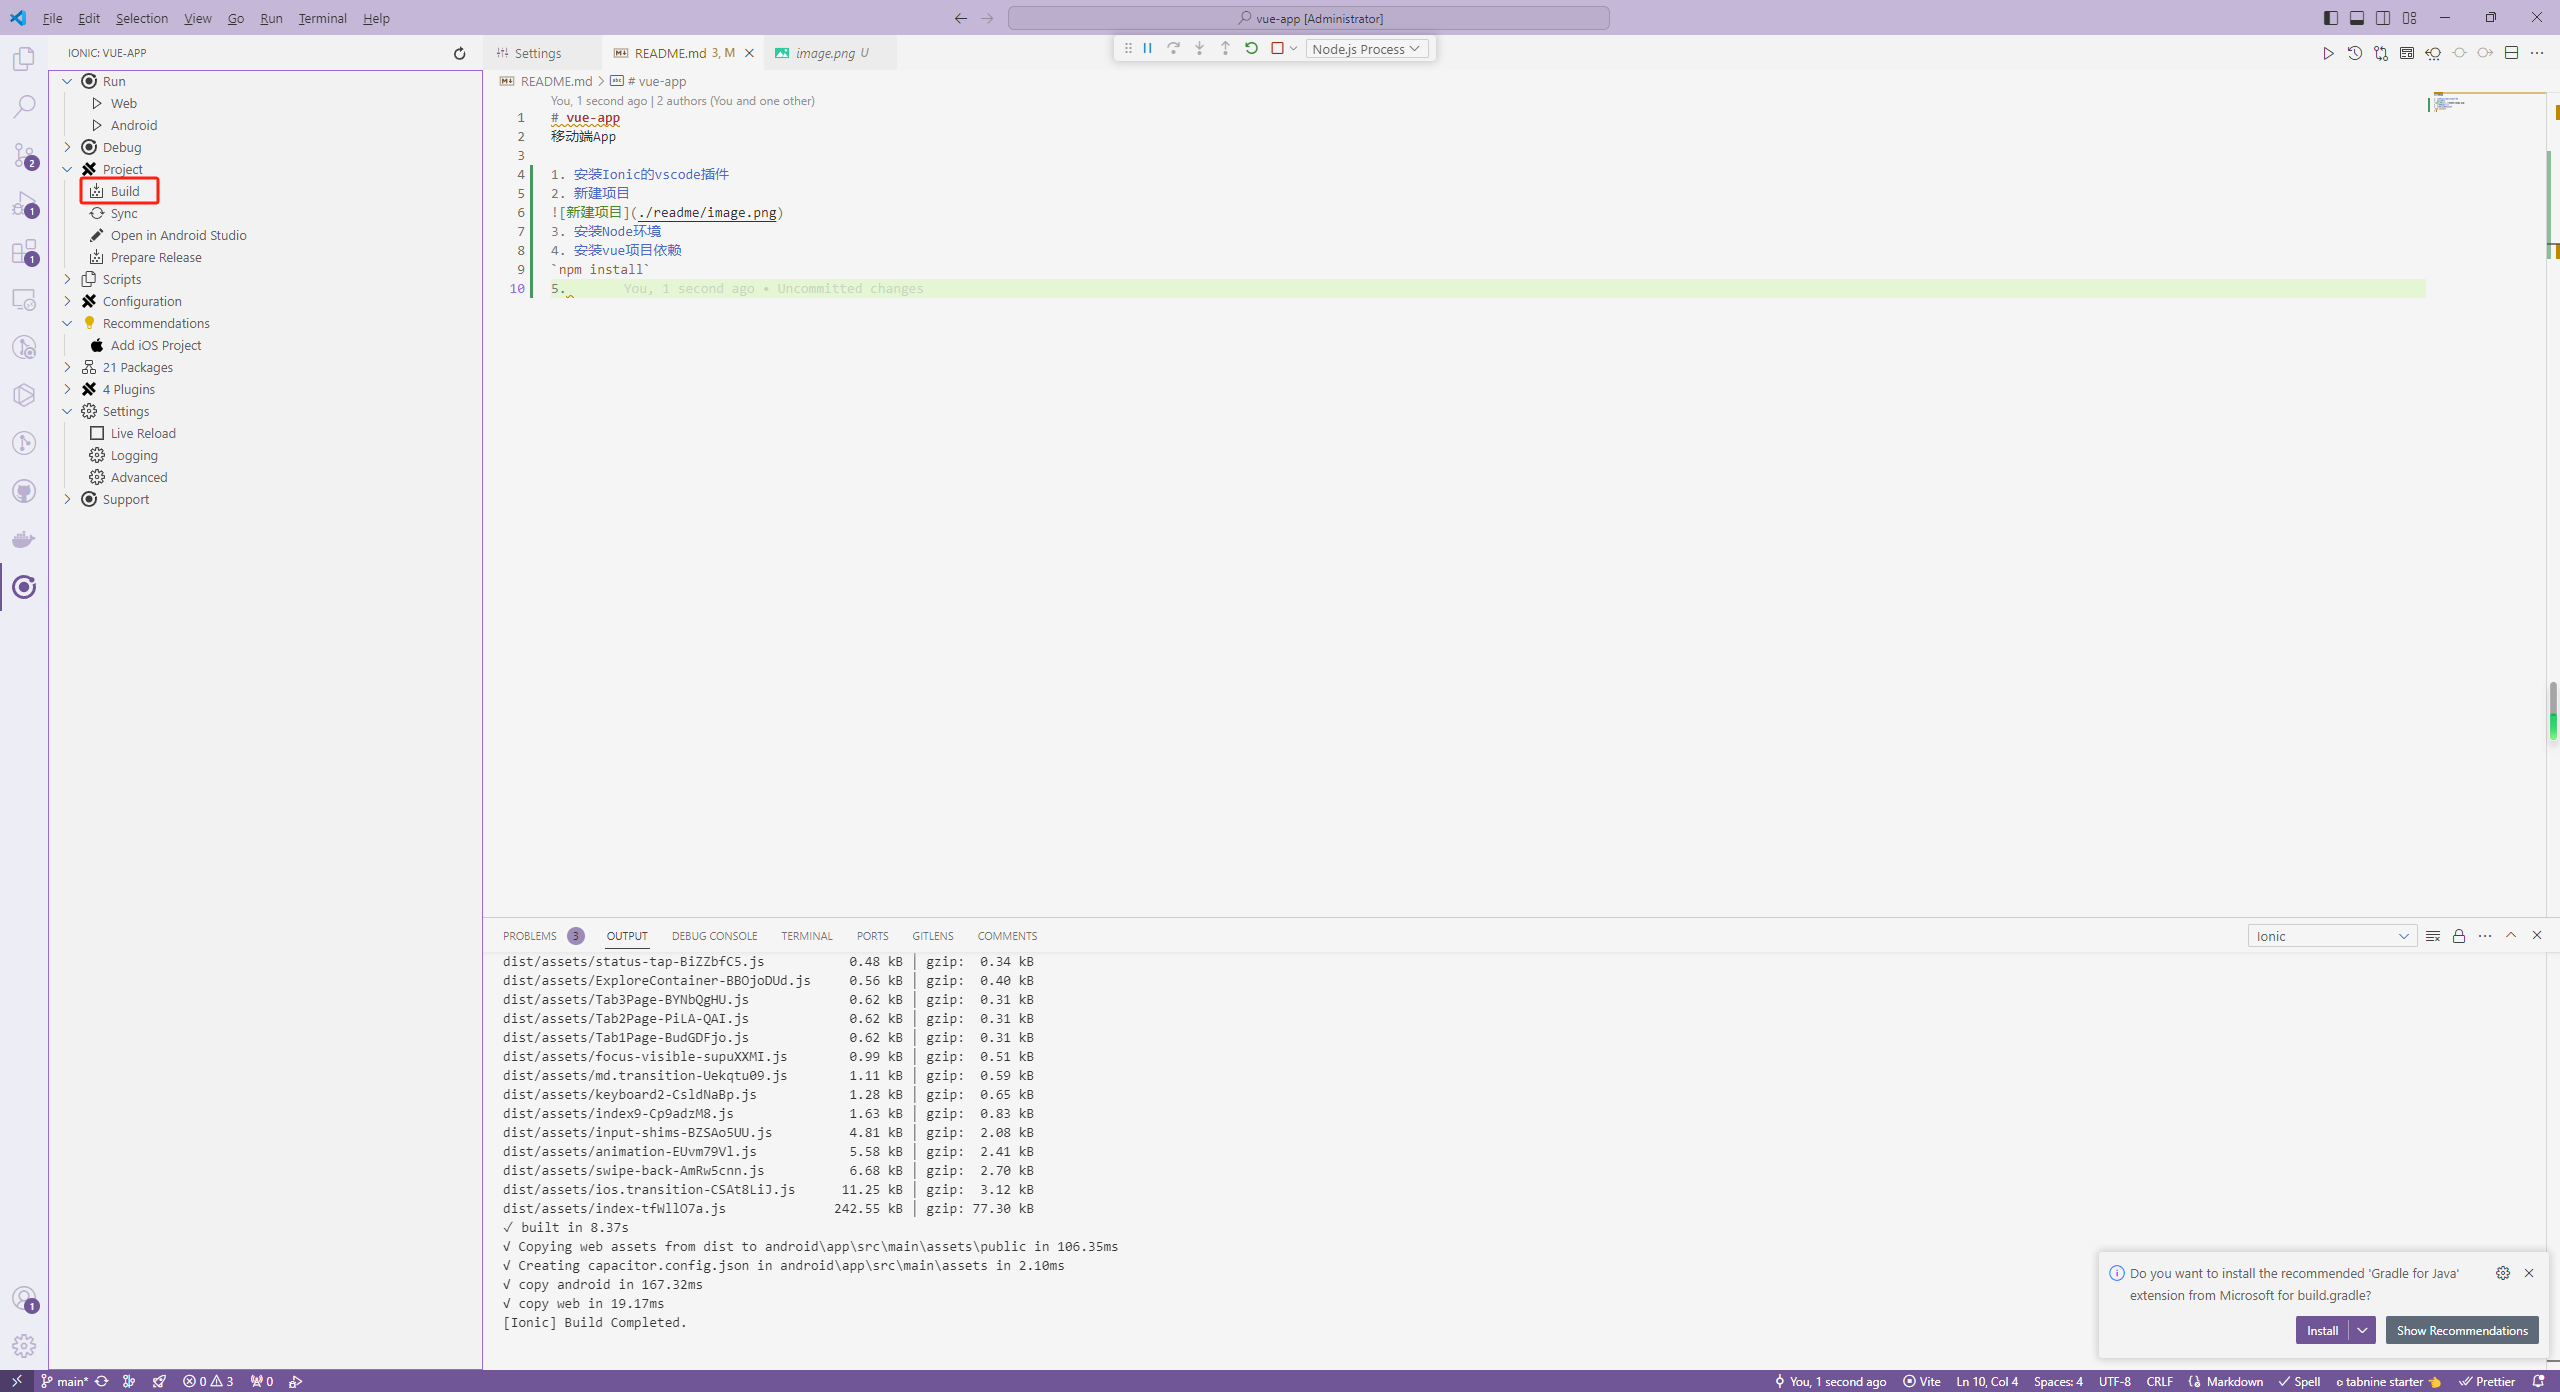 File Edit Selection View Go Run Terminal Help
vue-app [Administrator]
IONIC: VUE-APP
Run
Web
Android
Debug
Project
Build
Sync
Open in Android Studio
Prepare Release
Scripts
Configuration
Recommendations
Add iOS Project
21 Packages
4 Plugins
Settings
Live Reload
Logging
Advanced
Support
2
1
1
1
Settings
README.md 3, M
image.png U
Node.js Process
README.md > # vue-app
You, 1 second ago | 2 authors (You and one other)
1 # vue-app
2 移动端App
3
4 1. 安装Ionic的vscode插件
5 2. 新建项目
6 ![新建项目](./readme/image.png)
7 3. 安装Node环境
8 4. 安装vue项目依赖
9 `npm install`
10 5. You, 1 second ago • Uncommitted changes
PROBLEMS 3 OUTPUT DEBUG CONSOLE TERMINAL PORTS GITLENS COMMENTS
Ionic
dist/assets/status-tap-BiZZbfC5.js 0.48 kB │ gzip: 0.34 kB
dist/assets/ExploreContainer-BBOjoDUd.js 0.56 kB │ gzip: 0.40 kB
dist/assets/Tab3Page-BYNbQgHU.js 0.62 kB │ gzip: 0.31 kB
dist/assets/Tab2Page-PiLA-QAI.js 0.62 kB │ gzip: 0.31 kB
dist/assets/Tab1Page-BudGDFjo.js 0.62 kB │ gzip: 0.31 kB
dist/assets/focus-visible-supuXXMI.js 0.99 kB │ gzip: 0.51 kB
dist/assets/md.transition-Uekqtu09.js 1.11 kB │ gzip: 0.59 kB
dist/assets/keyboard2-CsldNaBp.js 1.28 kB │ gzip: 0.65 kB
dist/assets/index9-Cp9adzM8.js 1.63 kB │ gzip: 0.83 kB
dist/assets/input-shims-BZSAo5UU.js 4.81 kB │ gzip: 2.08 kB
dist/assets/animation-EUvm79Vl.js 5.58 kB │ gzip: 2.41 kB
dist/assets/swipe-back-AmRw5cnn.js 6.68 kB │ gzip: 2.70 kB
dist/assets/ios.transition-CSAt8LiJ.js 11.25 kB │ gzip: 3.12 kB
dist/assets/index-tfWllO7a.js 242.55 kB │ gzip: 77.30 kB
✓ built in 8.37s
√ Copying web assets from dist to android\app\src\main\assets\public in 106.35ms
√ Creating capacitor.config.json in android\app\src\main\assets in 2.10ms
√ copy android in 167.32ms
√ copy web in 19.17ms
[Ionic] Build Completed.
Do you want to install the recommended 'Gradle for Java'
extension from Microsoft for build.gradle?
Install
Show Recommendations
main* 0 3 0
You, 1 second ago Vite Ln 10, Col 4 Spaces: 4 UTF-8 CRLF Markdown Spell tabnine starter Prettier